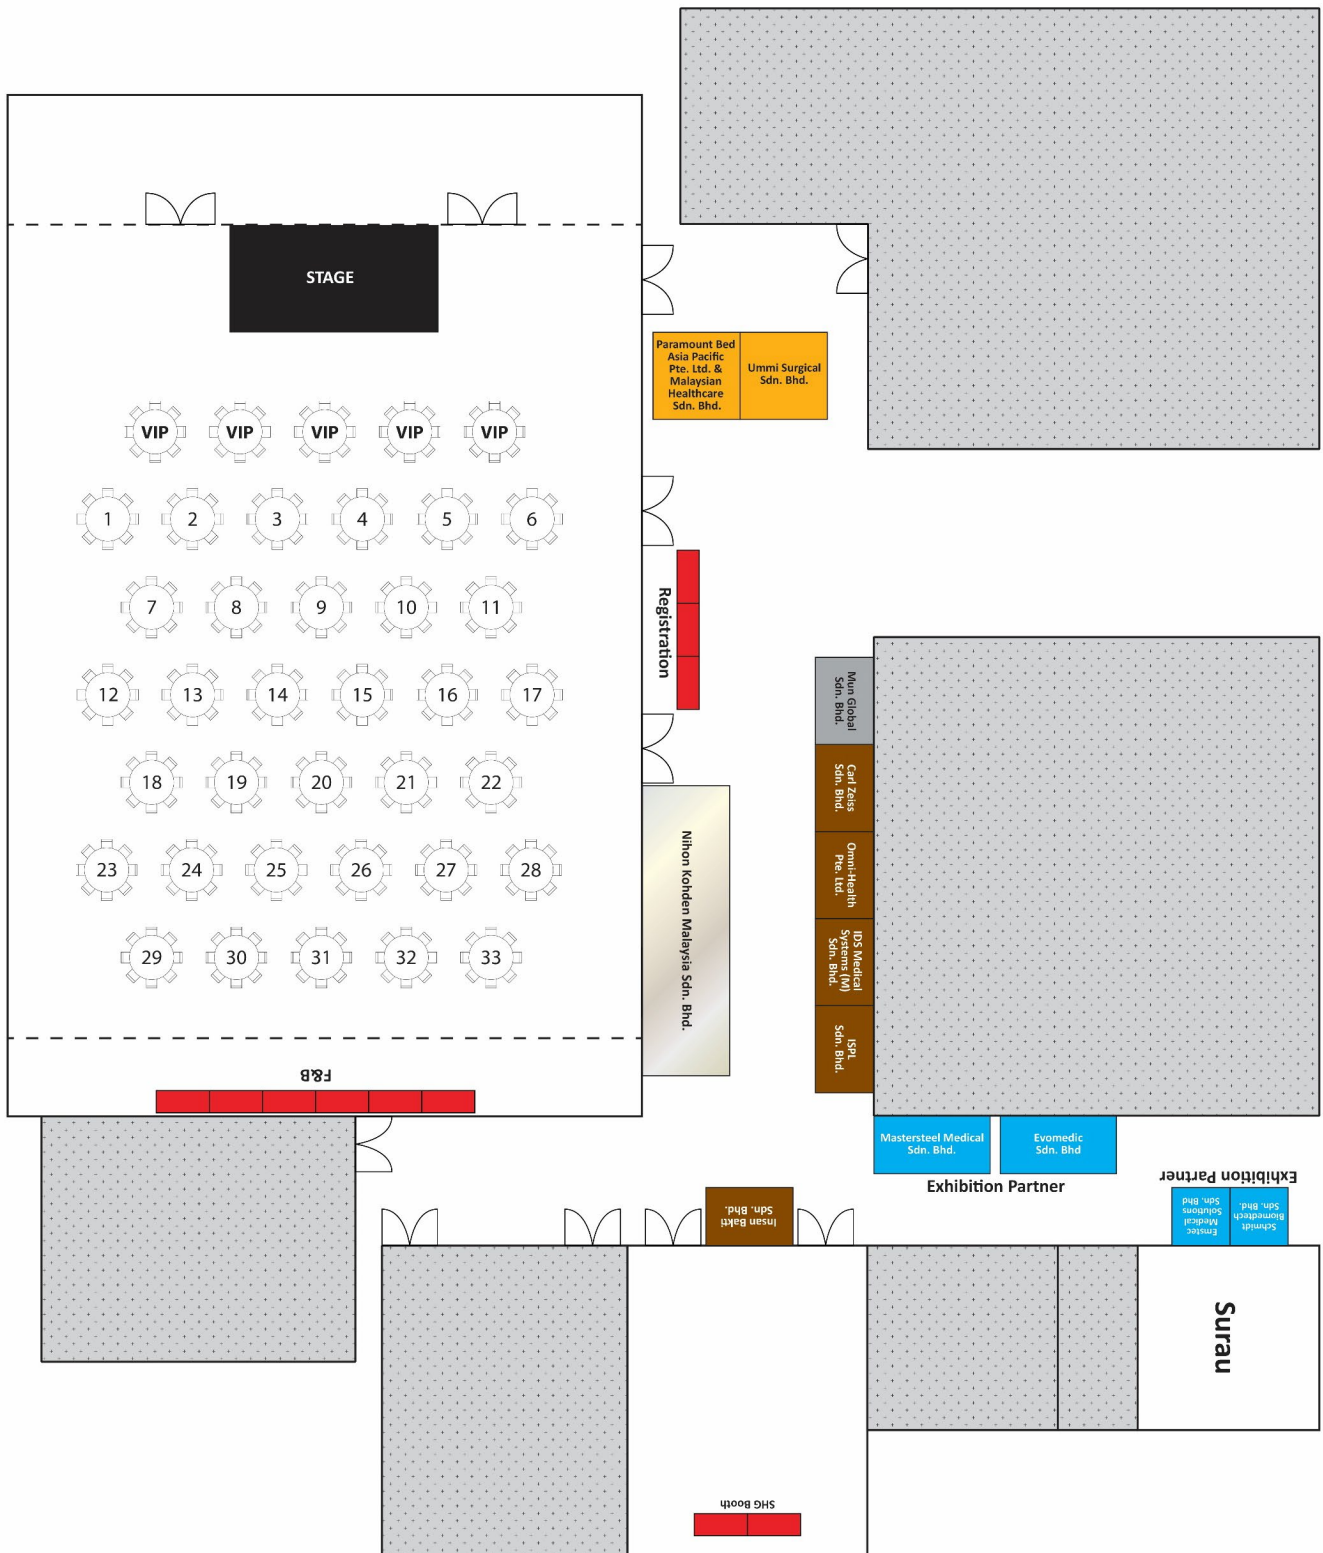 STAGE
Paramount Bed
Asia Pacific
Pte. Ltd. &
Malaysian
Healthcare
Sdn. Bhd.
Ummi Surgical
Sdn. Bhd.
VIP
VIP
VIP
VIP
VIP
1
2
3
4
5
6
7
8
9
10
11
Registration
12
13
14
15
16
17
Mun Global
Sdn. Bhd.
18
19
20
21
22
Carl Zeiss
Sdn. Bhd.
23
24
25
26
27
28
Nihon Kohden Malaysia Sdn. Bhd.
Omni-Health
Pte. Ltd.
29
30
31
32
33
IDS Medical
Systems (M)
Sdn. Bhd.
ISPL
Sdn. Bhd.
F&B
Mastersteel Medical
Sdn. Bhd.
Evomedic
Sdn. Bhd
Exhibition Partner
Exhibition Partner
Insan Bakti
Sdn. Bhd.
Emstec
Medical
Solutions
Sdn. Bhd
Schmidt
Biomedtech
Sdn. Bhd.
Surau
SHG Booth